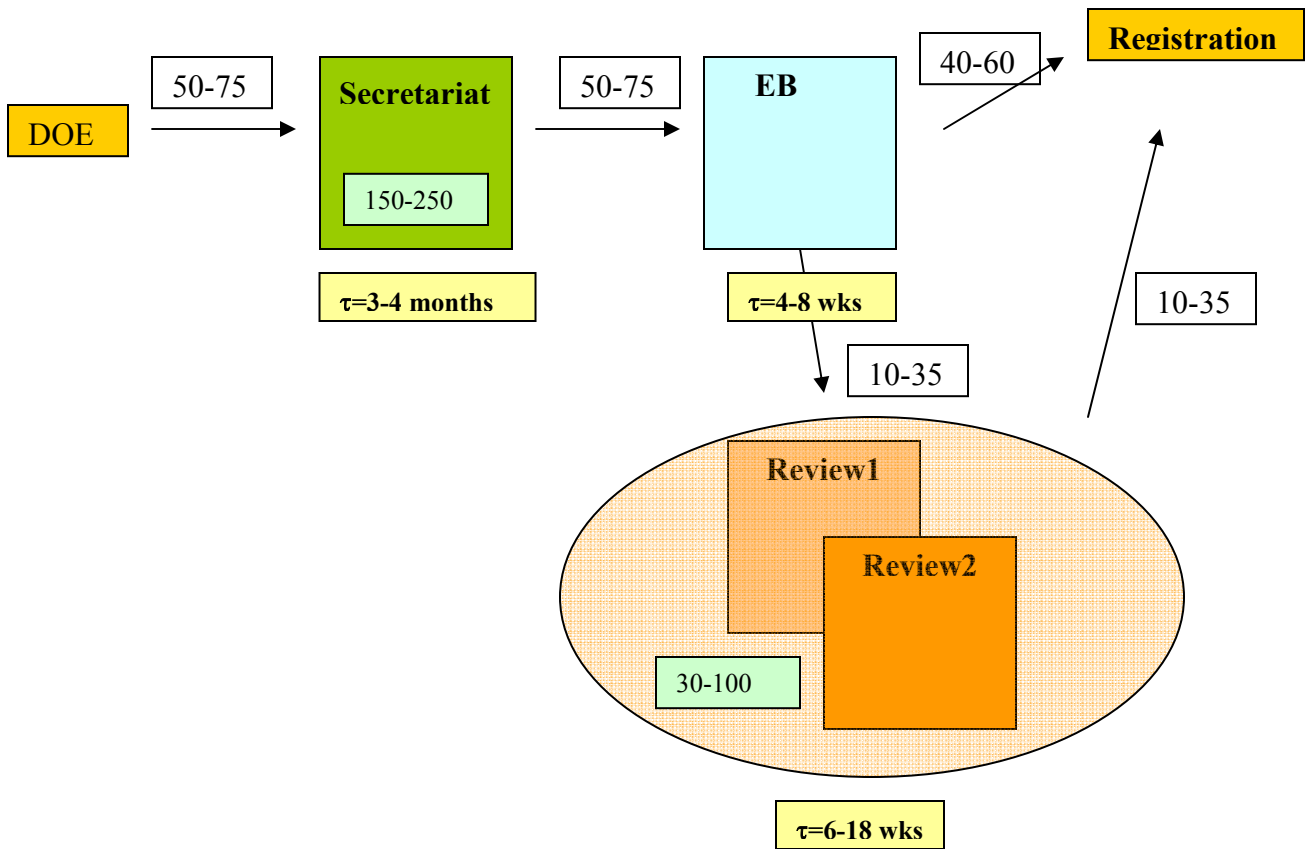 Registration
40-60
50-75
50-75
Secretariat
EB
DOE
150-250
τ=3-4 months
τ=4-8 wks
10-35
10-35
Review1
Review2
30-100
τ=6-18 wks